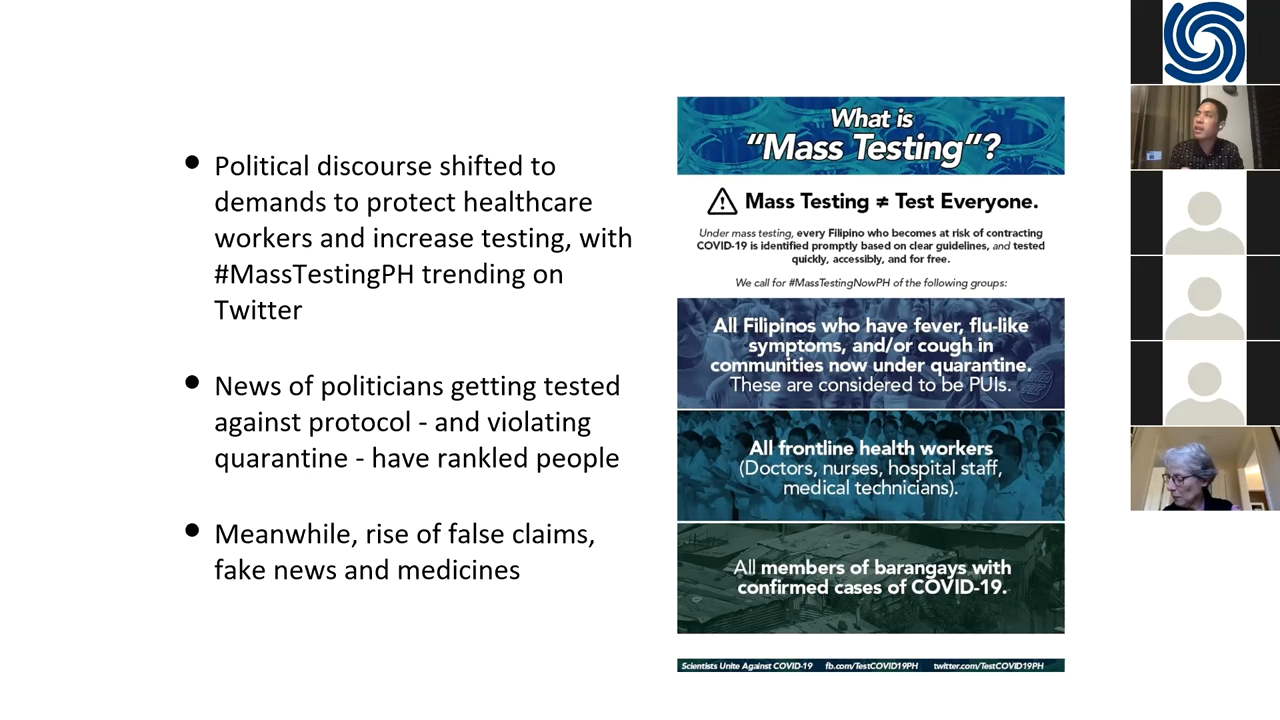 • Political discourse shifted to
demands to protect healthcare
workers and increase testing, with
#MassTestingPH trending on
Twitter
• News of politicians getting tested
against protocol - and violating
quarantine - have rankled people
• Meanwhile, rise of false claims,
fake news and medicines
What is
“Mass Testing”?
Mass Testing ≠ Test Everyone.
Under mass testing, every Filipino who becomes at risk of contracting
COVID-19 is identified promptly based on clear guidelines, and tested
quickly, accessibly, and for free.
We call for #MassTestingNowPH of the following groups:
All Filipinos who have fever, flu-like
symptoms, and/or cough in
communities now under quarantine.
These are considered to be PUIs.
All frontline health workers
(Doctors, nurses, hospital staff,
medical technicians).
All members of barangays with
confirmed cases of COVID-19.
Scientists Unite Against COVID-19 fb.com/TestCOVID19PH twitter.com/TestCOVID19PH